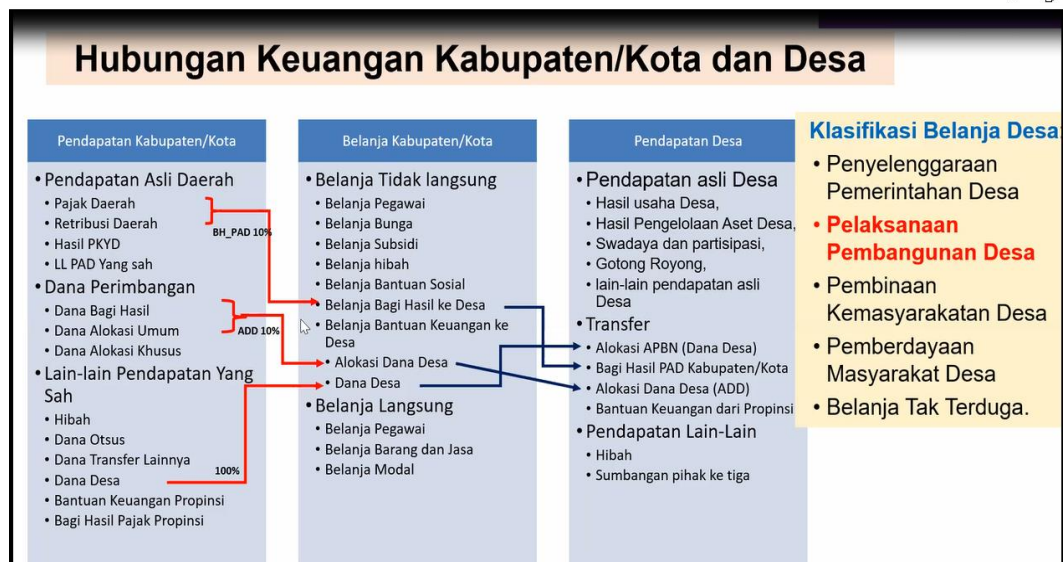 Hubungan Keuangan Kabupaten/Kota dan Desa
Pendapatan Kabupaten/Kota
• Pendapatan Asli Daerah
• Pajak Daerah
• Retribusi Daerah
• Hasil PKYD
• LL PAD Yang sah
BH_PAD 10%
• Dana Perimbangan
• Dana Bagi Hasil
• Dana Alokasi Umum
• Dana Alokasi Khusus
ADD 10%
• Lain-lain Pendapatan Yang
Sah
• Hibah
• Dana Otsus
• Dana Transfer Lainnya
• Dana Desa
100%
• Bantuan Keuangan Propinsi
• Bagi Hasil Pajak Propinsi
Belanja Kabupaten/Kota
• Belanja Tidak langsung
• Belanja Pegawai
• Belanja Bunga
• Belanja Subsidi
• Belanja hibah
• Belanja Bantuan Sosial
• Belanja Bagi Hasil ke Desa
• Belanja Bantuan Keuangan ke
Desa
• Alokasi Dana Desa
• Dana Desa
• Belanja Langsung
• Belanja Pegawai
• Belanja Barang dan Jasa
• Belanja Modal
Pendapatan Desa
• Pendapatan asli Desa
• Hasil usaha Desa,
• Hasil Pengelolaan Aset Desa,
• Swadaya dan partisipasi,
• Gotong Royong,
• lain-lain pendapatan asli
Desa
• Transfer
• Alokasi APBN (Dana Desa)
• Bagi Hasil PAD Kabupaten/Kota
• Alokasi Dana Desa (ADD)
• Bantuan Keuangan dari Propinsi
• Pendapatan Lain-Lain
• Hibah
• Sumbangan pihak ke tiga
Klasifikasi Belanja Desa
• Penyelenggaraan
Pemerintahan Desa
• Pelaksanaan
Pembangunan Desa
• Pembinaan
Kemasyarakatan Desa
• Pemberdayaan
Masyarakat Desa
• Belanja Tak Terduga.